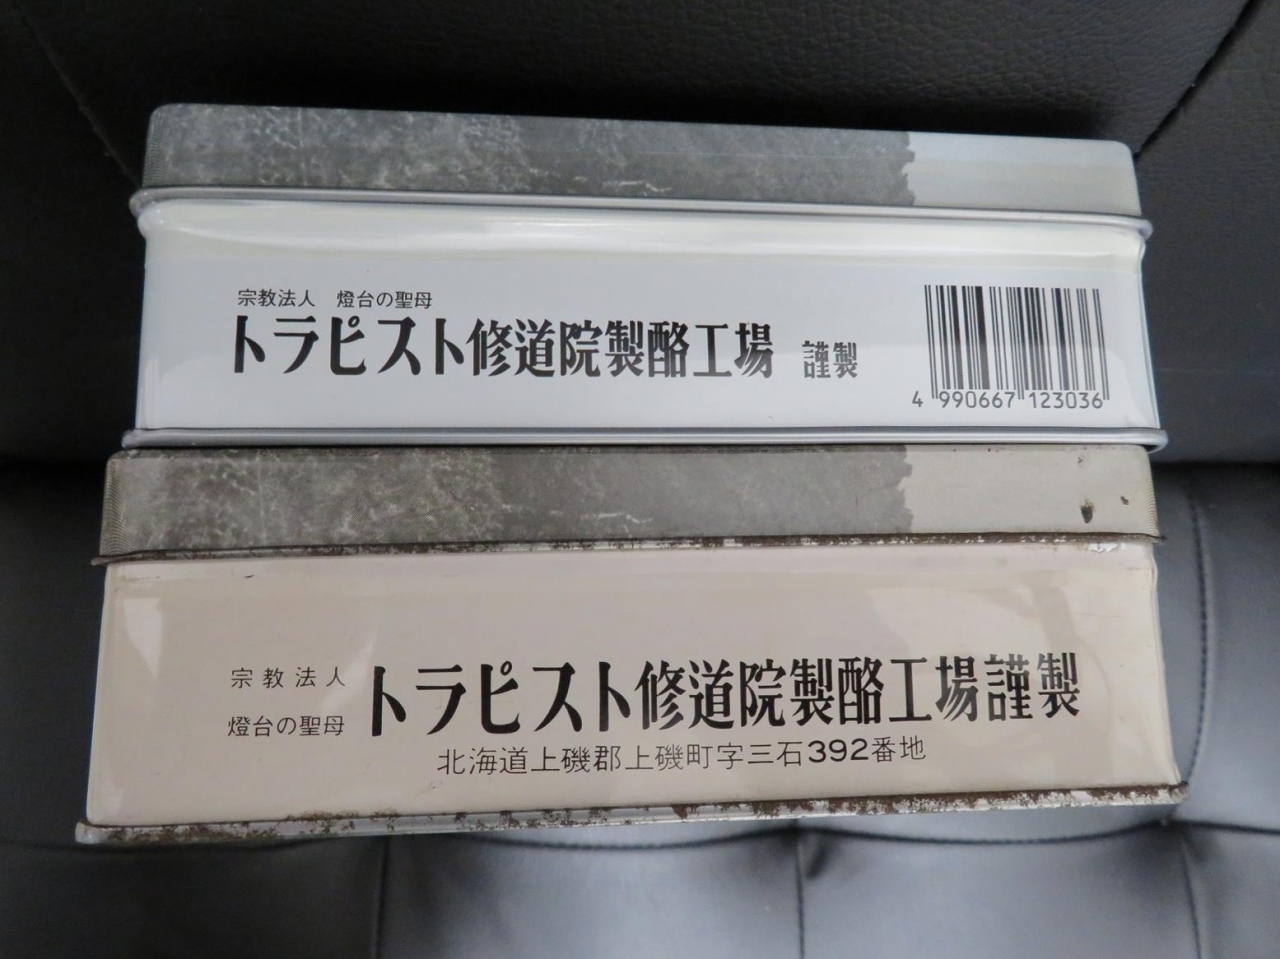 宗教法人　燈台の聖母
トラピスト修道院製酪工場　謹製
4 990667 123036
宗教法人
燈台の聖母
トラピスト修道院製酪工場謹製
北海道上磯郡上磯町字三石392番地